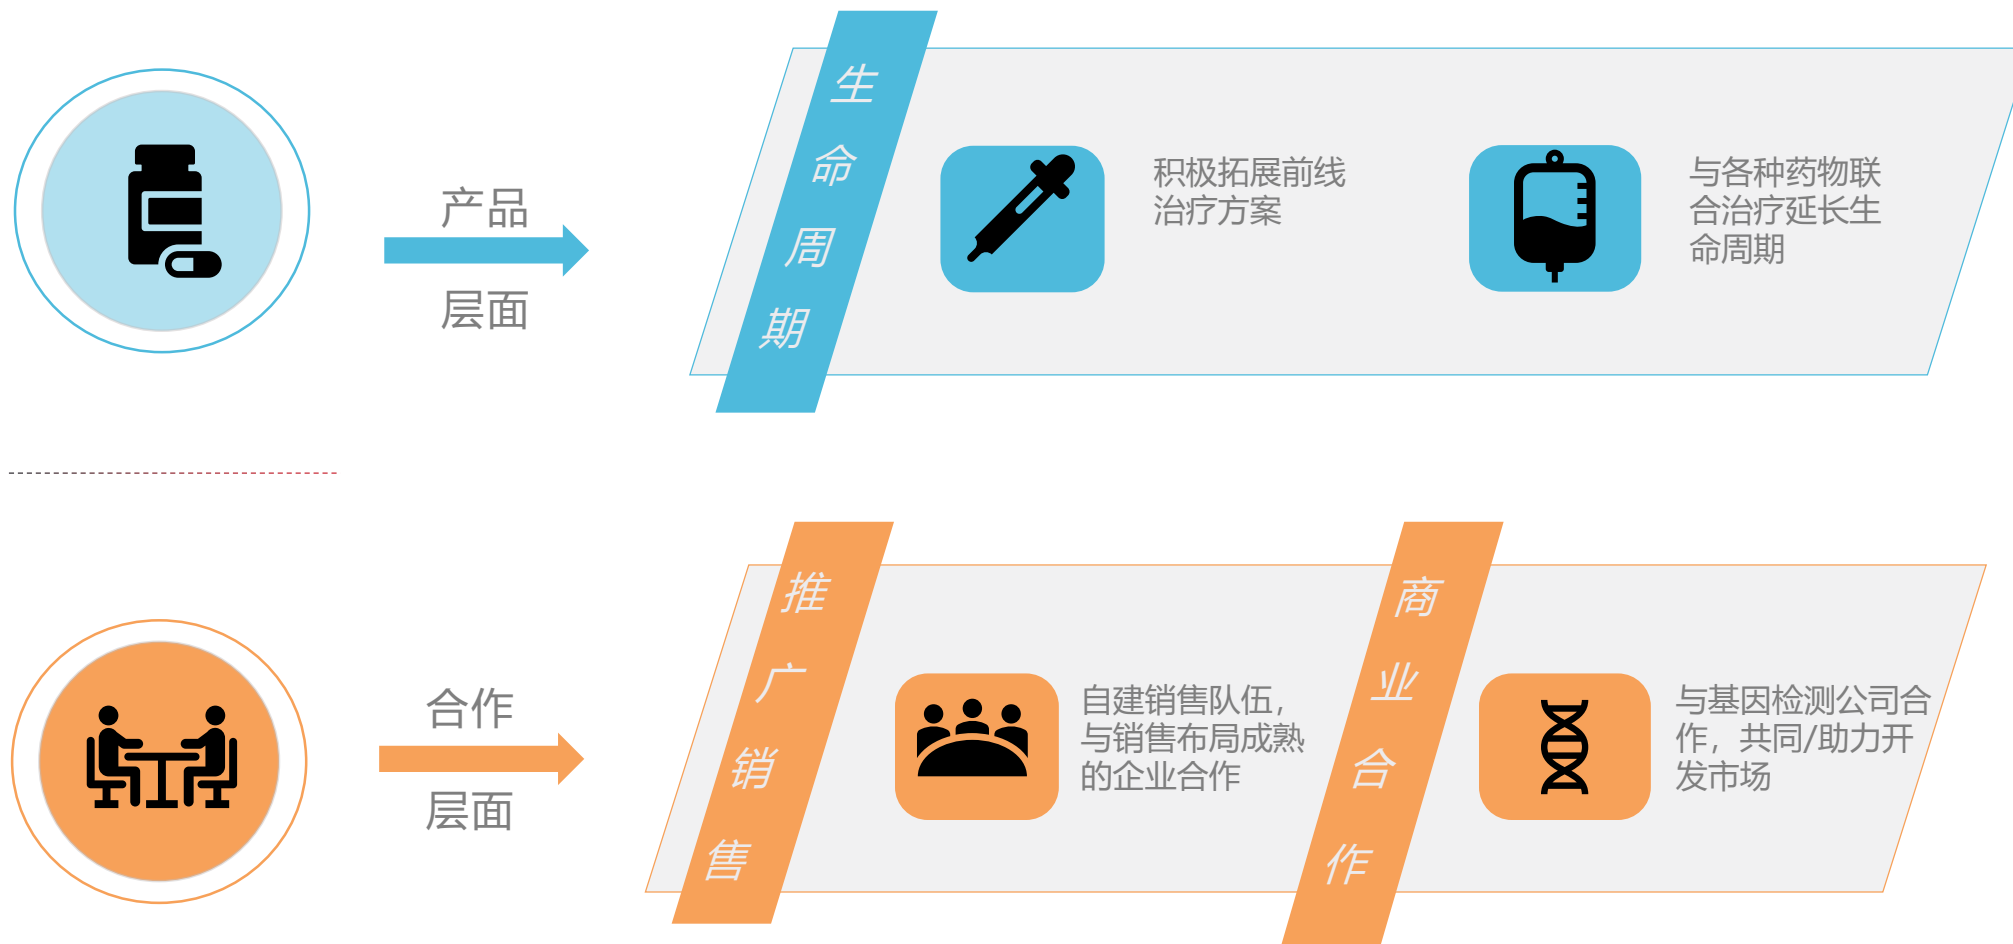 产品
层面
生命周期
积极拓展前线
治疗方案
与各种药物联
合治疗延长生
命周期
合作
层面
推广销售
自建销售队伍，
与销售布局成熟
的企业合作
商业合作
与基因检测公司合
作，共同/助力开
发市场